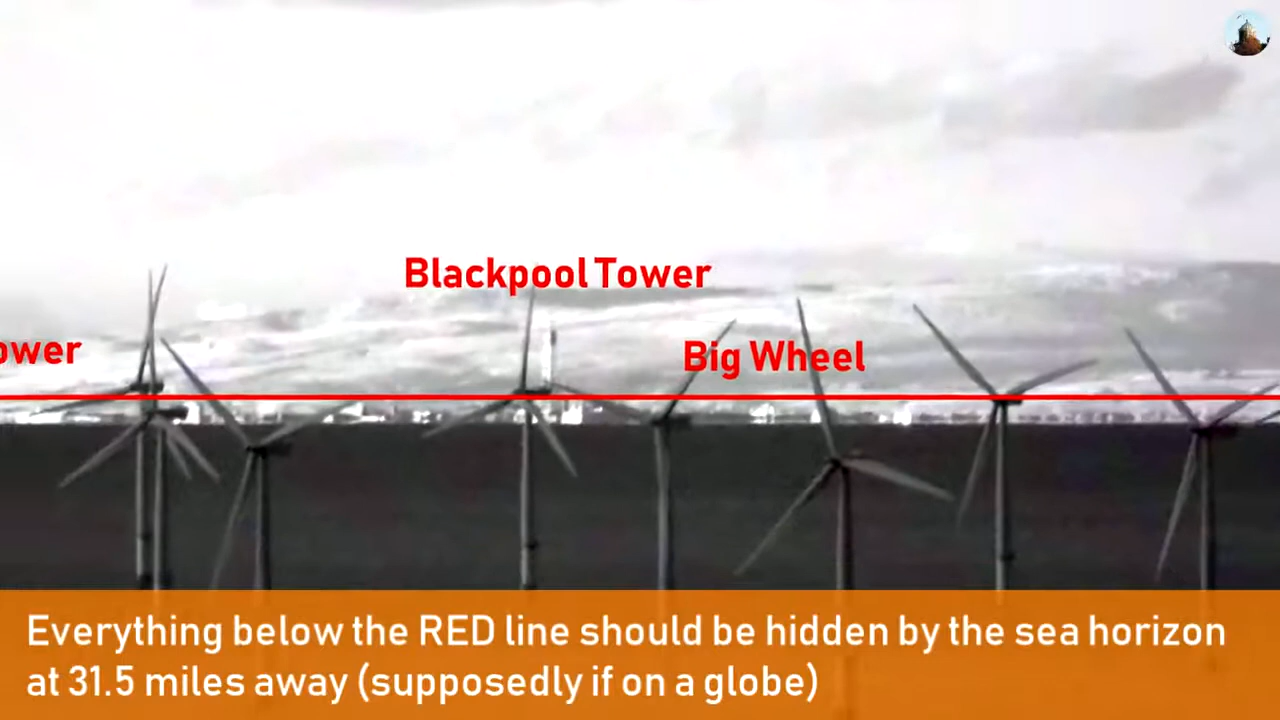 Blackpool Tower
ower
Big Wheel
Everything below the RED line should be hidden by the sea horizon
at 31.5 miles away (supposedly if on a globe)